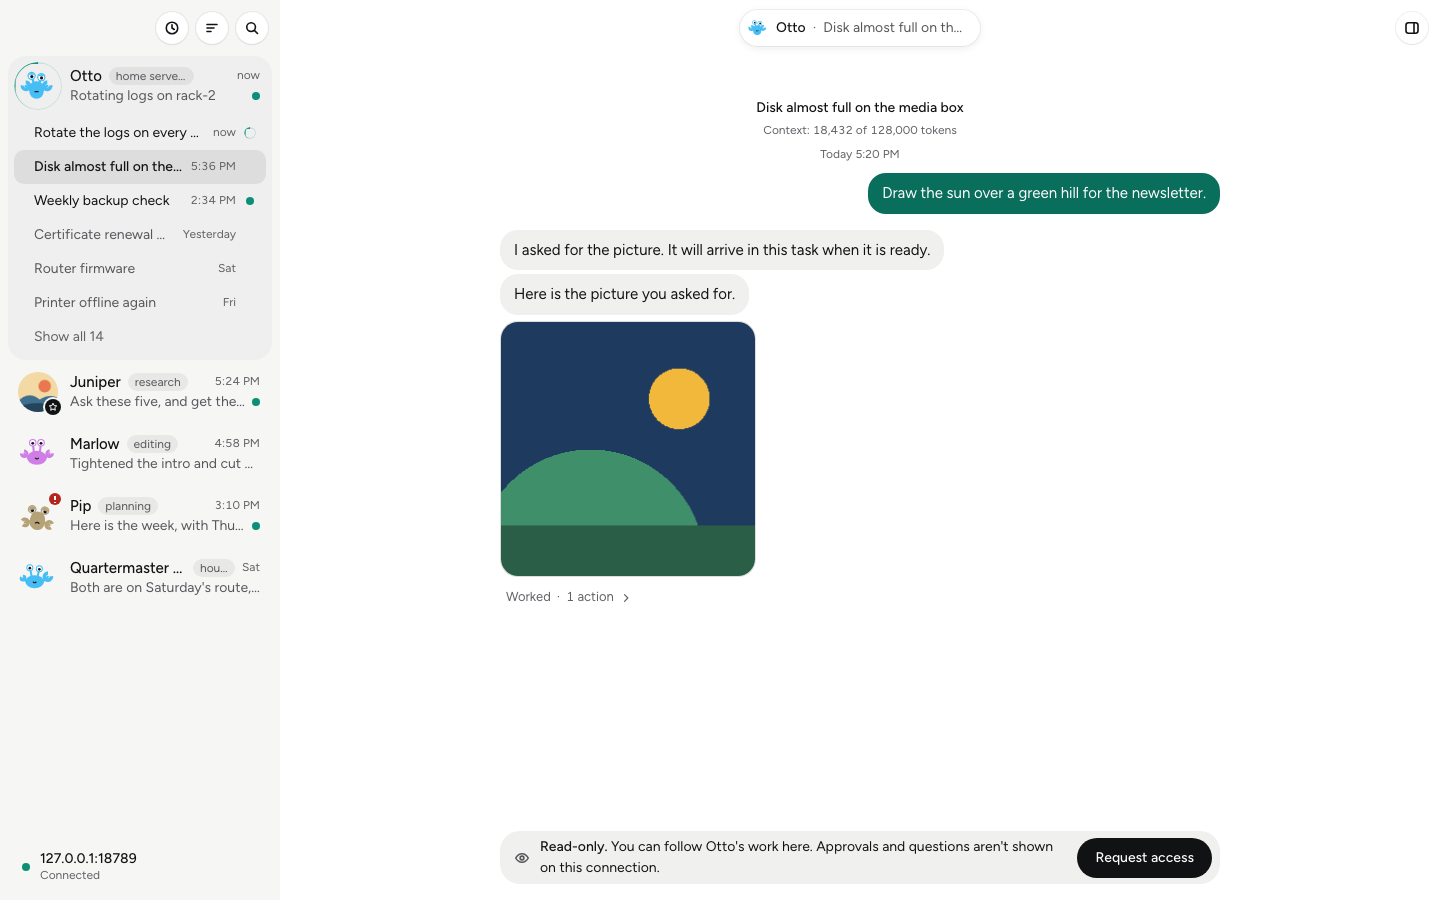 Otto home serve... now
Rotating logs on rack-2
Rotate the logs on every ... now
Disk almost full on the... 5:36 PM
Weekly backup check 2:34 PM
Certificate renewal ... Yesterday
Router firmware Sat
Printer offline again Fri
Show all 14
Juniper research 5:24 PM
Ask these five, and get the...
Marlow editing 4:58 PM
Tightened the intro and cut ...
Pip planning 3:10 PM
Here is the week, with Thu...
Quartermaster ... hou... Sat
Both are on Saturday's route,...
127.0.0.1:18789
Connected
Otto · Disk almost full on th...
Disk almost full on the media box
Context: 18,432 of 128,000 tokens
Today 5:20 PM
Draw the sun over a green hill for the newsletter.
I asked for the picture. It will arrive in this task when it is ready.
Here is the picture you asked for.
Worked · 1 action
Read-only. You can follow Otto's work here. Approvals and questions aren't shown
on this connection.
Request access